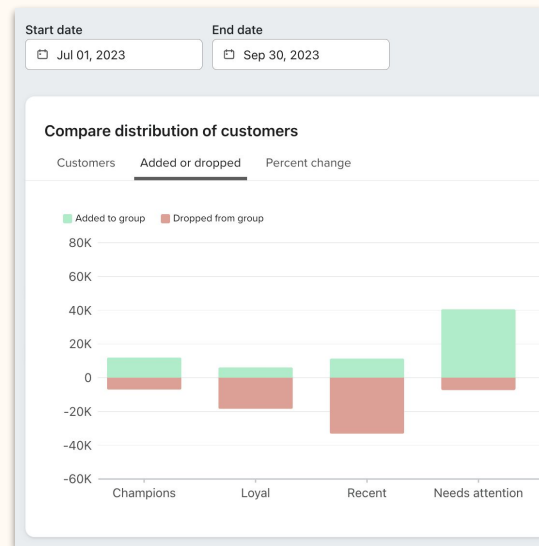 Start date
End date
Jul 01, 2023
Sep 30, 2023
Compare distribution of customers
Customers
Added or dropped
Percent change
Added to group
Dropped from group
80K
60K
40K
20K
0
-20K
-40K
-60K
Champions
Loyal
Recent
Needs attention